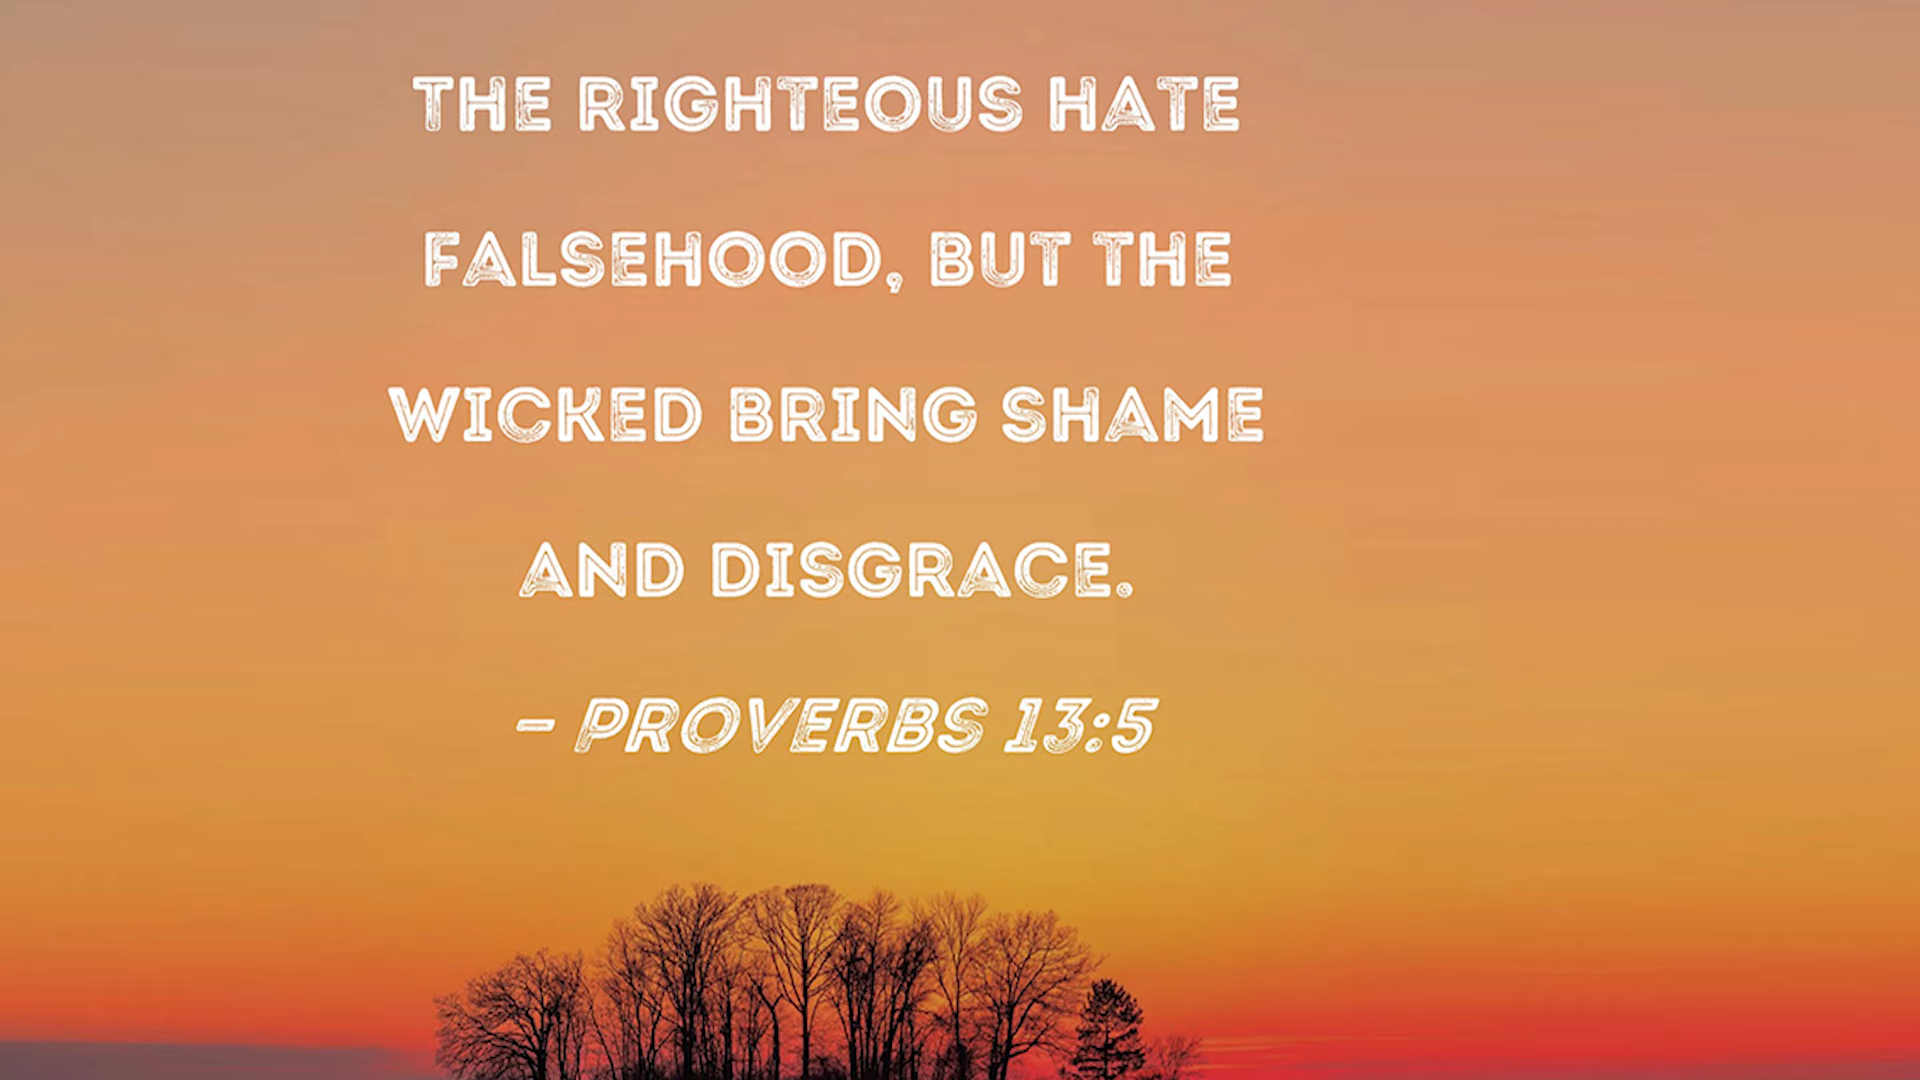 THE RIGHTEOUS HATE
FALSEHOOD, BUT THE
WICKED BRING SHAME
AND DISGRACE.
– PROVERBS 13:5